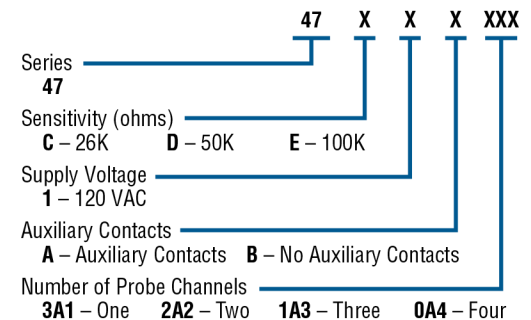 47 X X X XXX
Series
47
Sensitivity (ohms)
C – 26K D – 50K E – 100K
Supply Voltage
1 – 120 VAC
Auxiliary Contacts
A – Auxiliary Contacts B – No Auxiliary Contacts
Number of Probe Channels
3A1 – One 2A2 – Two 1A3 – Three 0A4 – Four